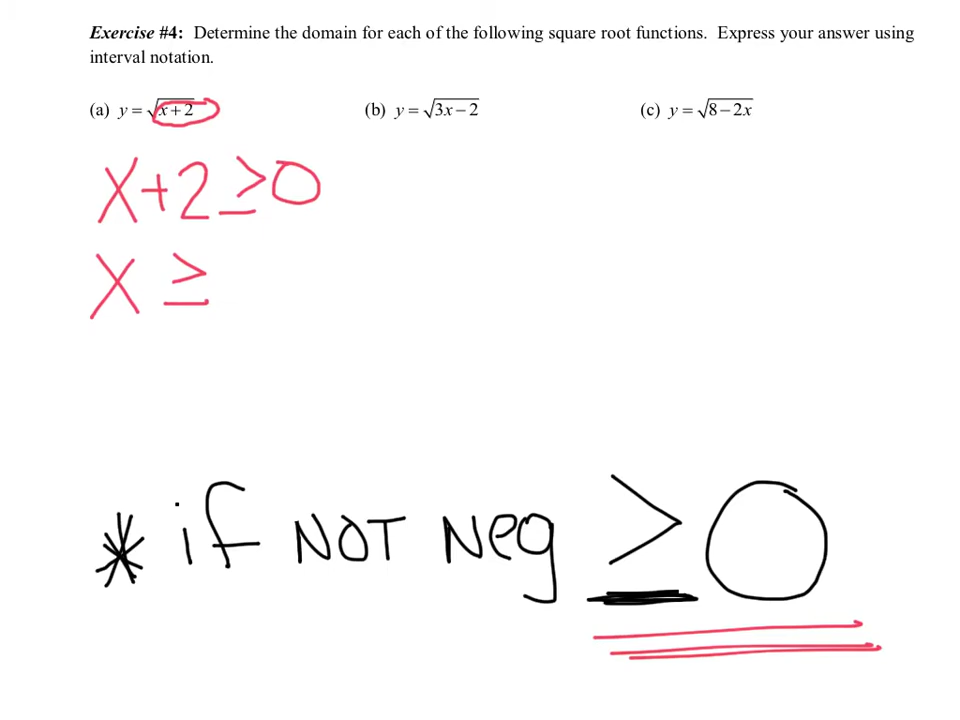 Exercise #4: Determine the domain for each of the following square root functions. Express your answer using
interval notation.
(a) y = √x+2 (b) y = √3x−2 (c) y = √8−2x
x+2 ≥ 0
x ≥
* if NOT Neg ≥ 0